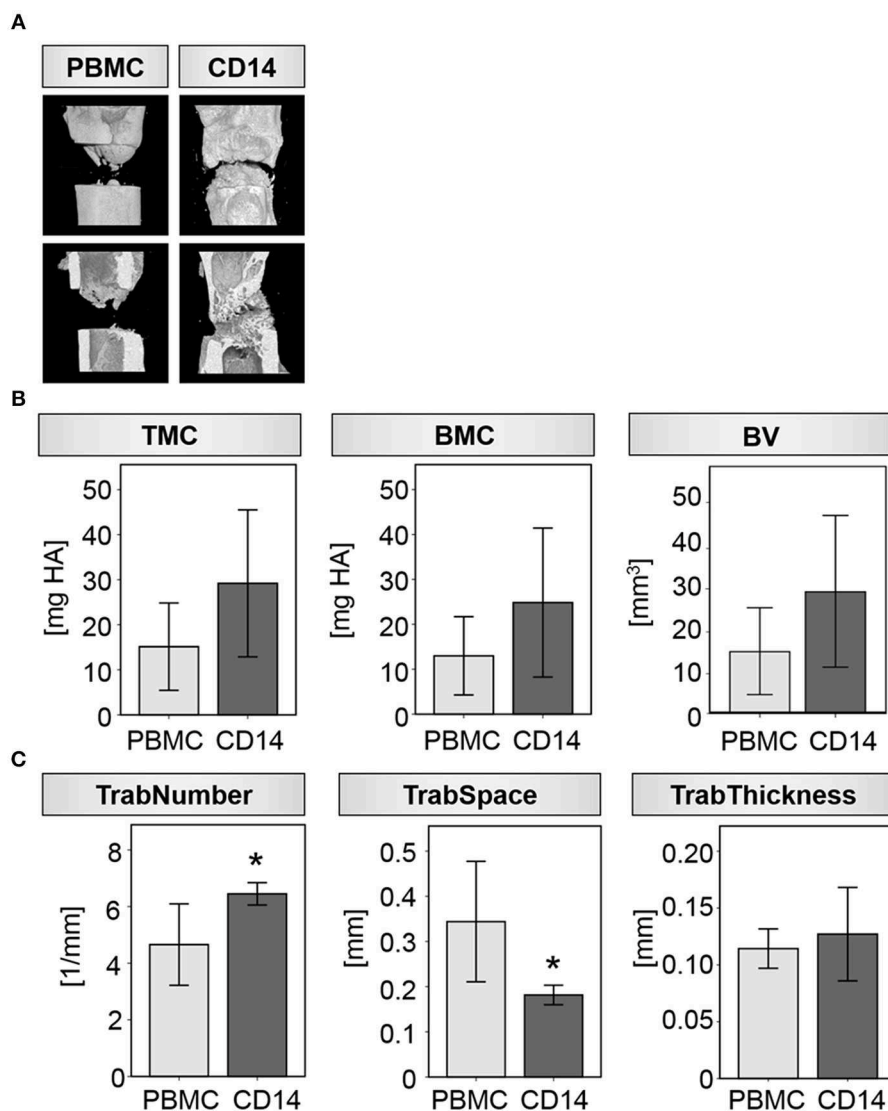 A
PBMC CD14
B
TMC BMC BV
50 50 50
40 40 40
30 30 30
20 20 20
10 10 10
0 0 0
[mg HA] [mg HA] [mm³]
PBMC CD14 PBMC CD14 PBMC CD14
C
TrabNumber TrabSpace TrabThickness
8 0.5 0.20
6 * 0.4 0.15
4 0.3 0.10
2 0.2 * 0.05
0 0.1 0.00
0
[1/mm] [mm] [mm]
PBMC CD14 PBMC CD14 PBMC CD14